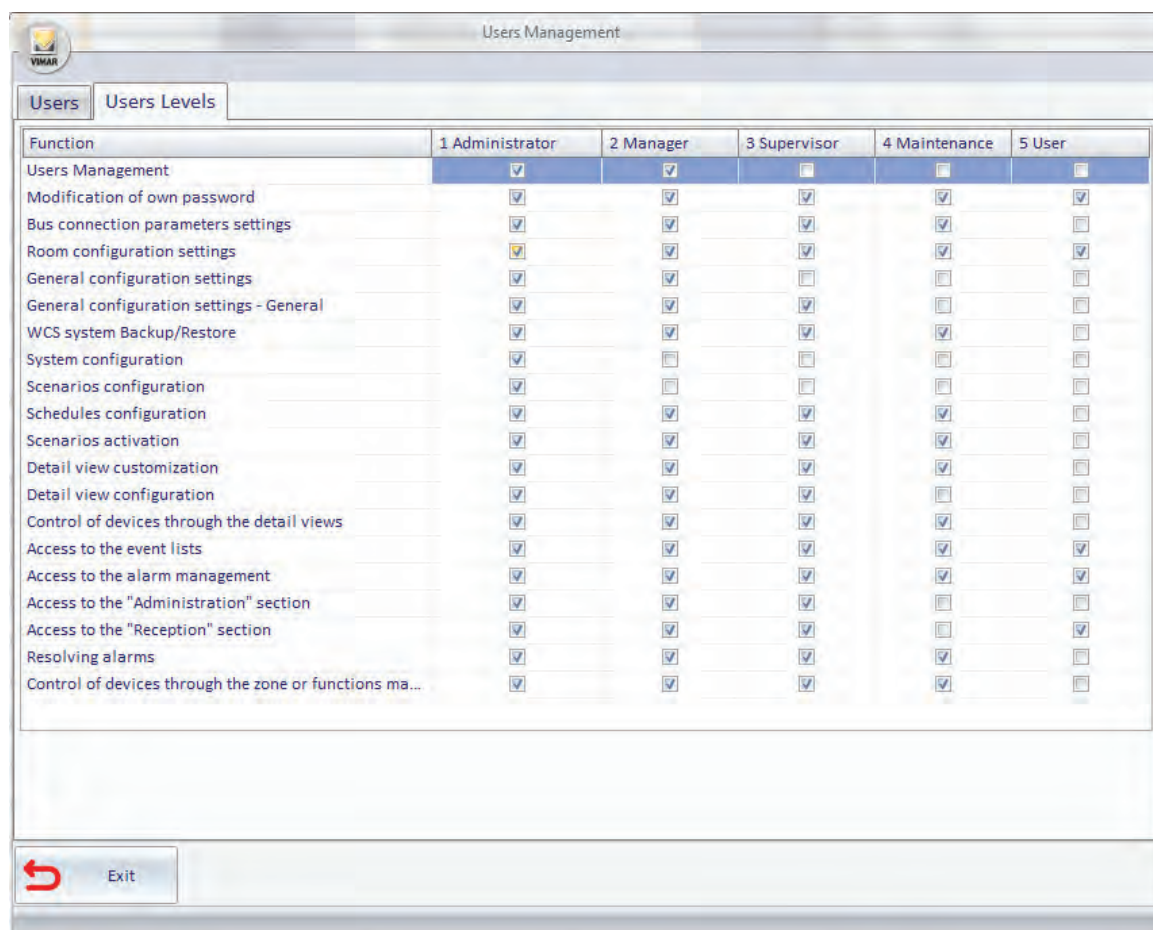 Users Management
VIMAR
Users Users Levels
Function 1 Administrator 2 Manager 3 Supervisor 4 Maintenance 5 User
Users Management
Modification of own password
Bus connection parameters settings
Room configuration settings
General configuration settings
General configuration settings - General
WCS system Backup/Restore
System configuration
Scenarios configuration
Schedules configuration
Scenarios activation
Detail view customization
Detail view configuration
Control of devices through the detail views
Access to the event lists
Access to the alarm management
Access to the "Administration" section
Access to the "Reception" section
Resolving alarms
Control of devices through the zone or functions ma...
Exit